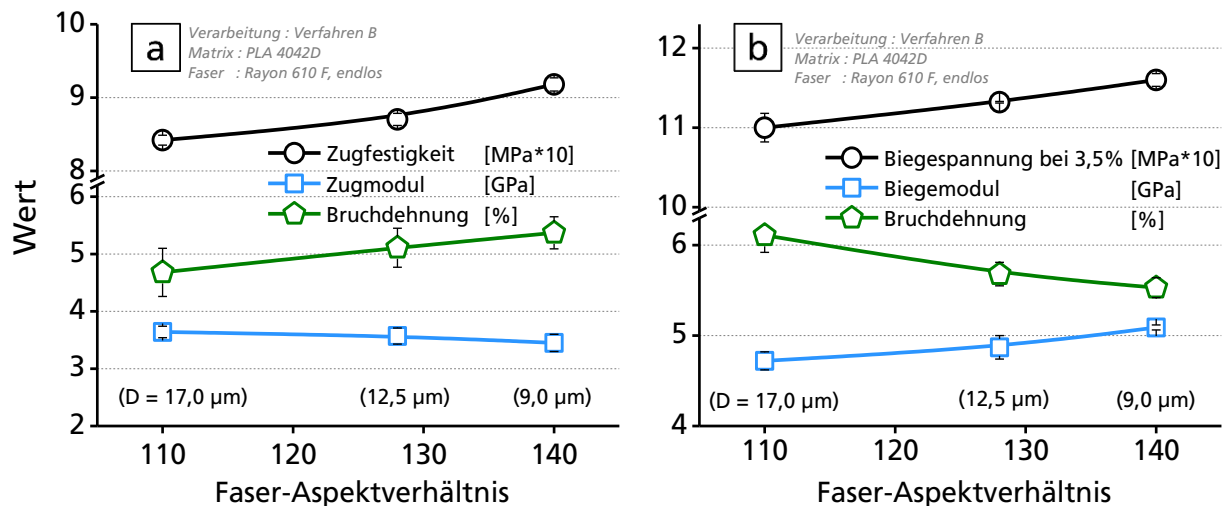 a
Verarbeitung : Verfahren B
Matrix : PLA 4042D
Faser : Rayon 610 F, endlos
Zugfestigkeit [MPa*10]
Zugmodul [GPa]
Bruchdehnung [%]
Wert
10
9
8
6
5
4
3
2
(D = 17,0 µm) (12,5 µm) (9,0 µm)
110 120 130 140
Faser-Aspektverhältnis
b
Verarbeitung : Verfahren B
Matrix : PLA 4042D
Faser : Rayon 610 F, endlos
Biegespannung bei 3,5% [MPa*10]
Biegemodul [GPa]
Bruchdehnung [%]
12
11
10
6
5
4
(D = 17,0 µm) (12,5 µm) (9,0 µm)
110 120 130 140
Faser-Aspektverhältnis